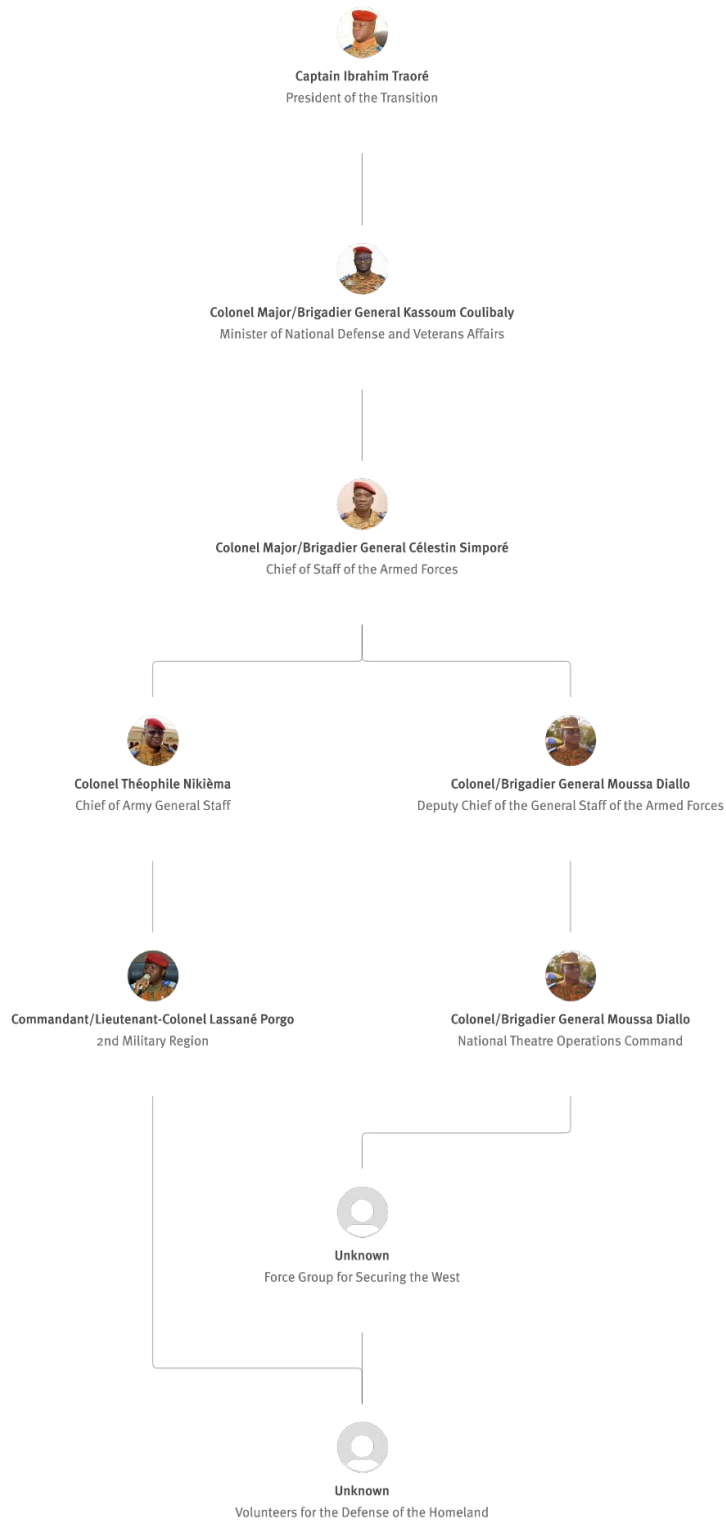 Captain Ibrahim Traoré
President of the Transition
Colonel Major/Brigadier General Kassoum Coulibaly
Minister of National Defense and Veterans Affairs
Colonel Major/Brigadier General Célestin Simporé
Chief of Staff of the Armed Forces
Colonel Théophile Nikièma
Chief of Army General Staff
Colonel/Brigadier General Moussa Diallo
Deputy Chief of the General Staff of the Armed Forces
Commandant/Lieutenant-Colonel Lassané Porgo
2nd Military Region
Colonel/Brigadier General Moussa Diallo
National Theatre Operations Command
Unknown
Force Group for Securing the West
Unknown
Volunteers for the Defense of the Homeland